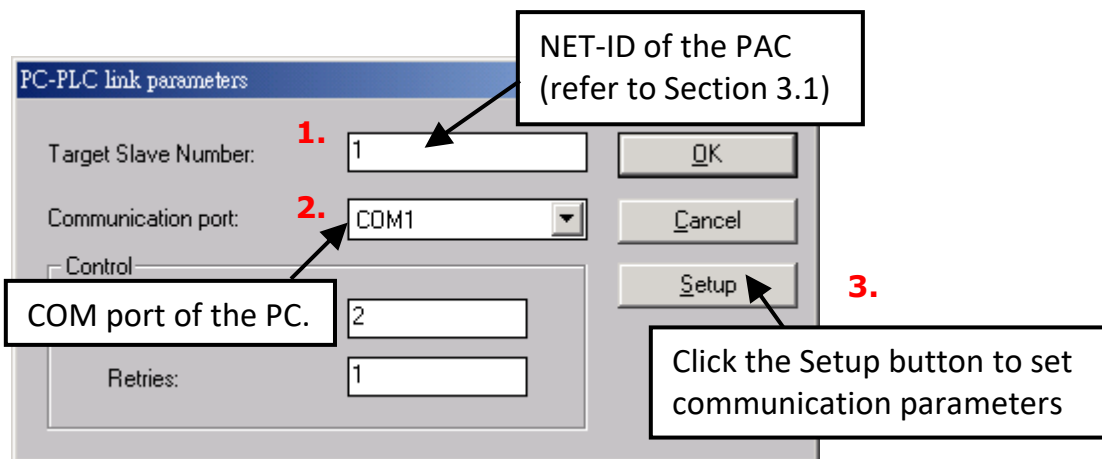 NET-ID of the PAC
(refer to Section 3.1)
PC-PLC link parameters
1.
Target Slave Number:
1
OK
2.
Communication port:
COM1
Cancel
Control
Setup
3.
COM port of the PC.
2
Click the Setup button to set
communication parameters
Retries:
1